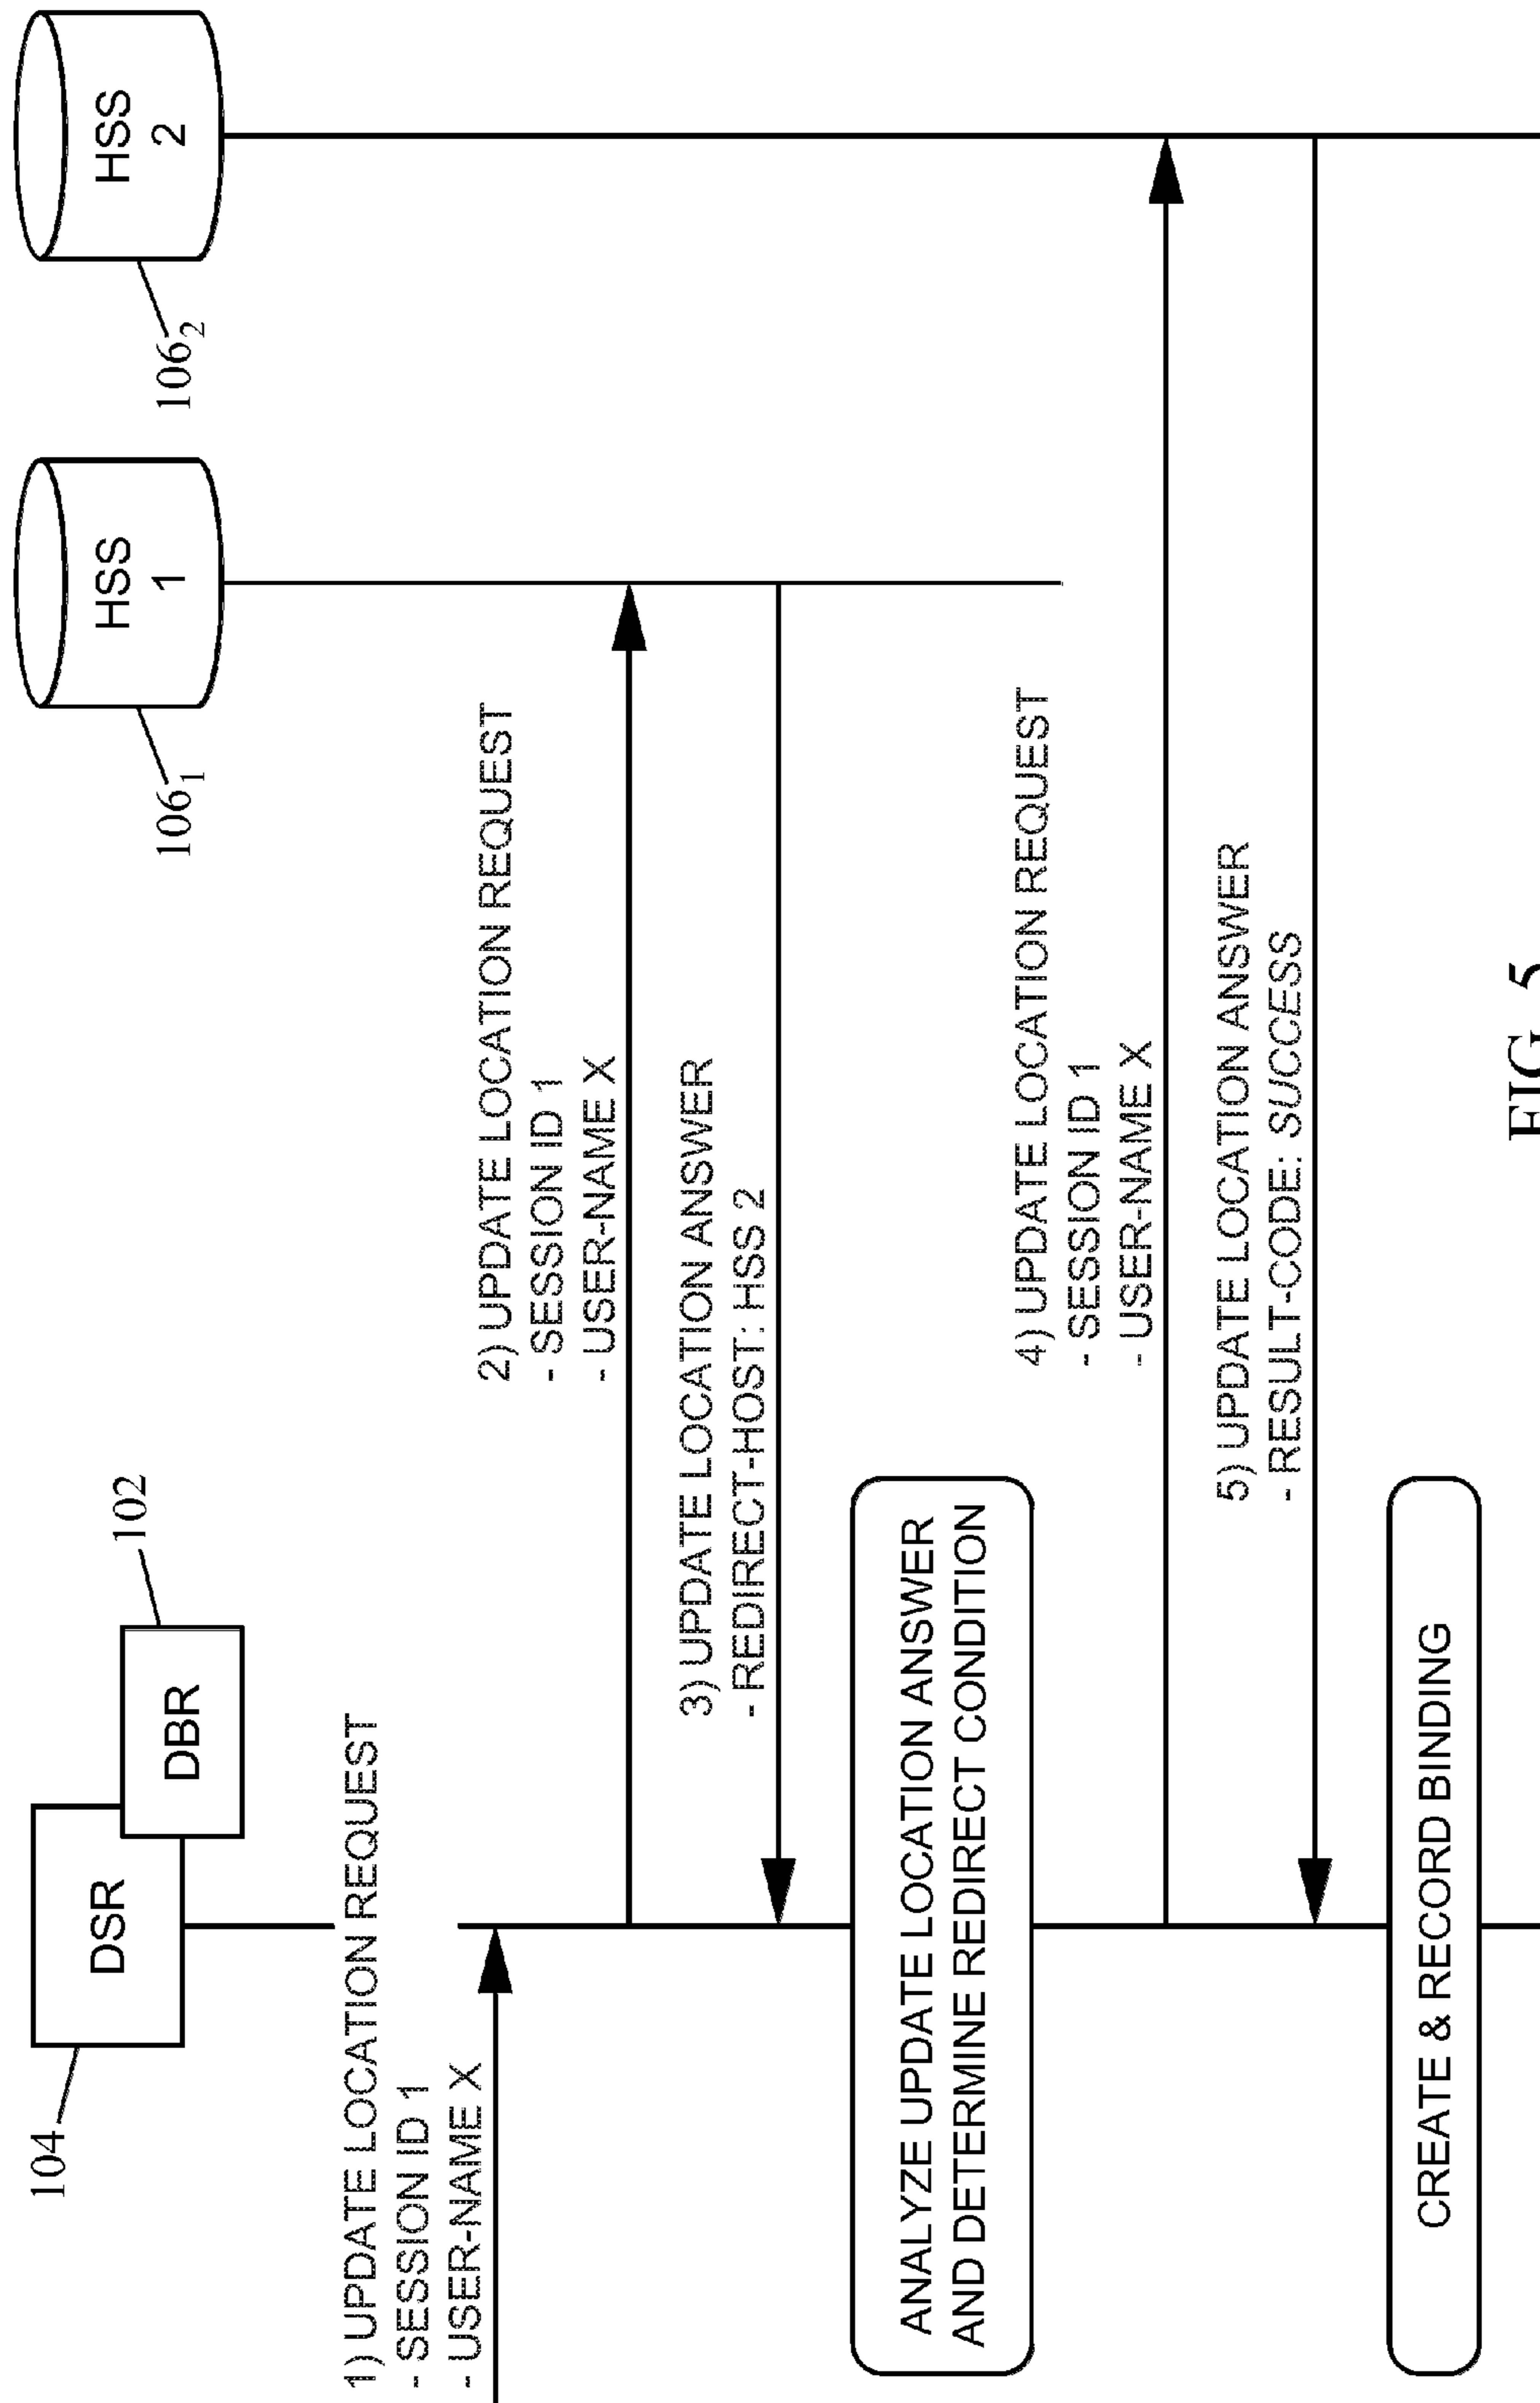 104
DSR
DBR
102
HSS
1
106₁
HSS
2
106₂
1) UPDATE LOCATION REQUEST
- SESSION ID 1
- USER-NAME X
2) UPDATE LOCATION REQUEST
- SESSION ID 1
- USER-NAME X
3) UPDATE LOCATION ANSWER
- REDIRECT-HOST: HSS 2
ANALYZE UPDATE LOCATION ANSWER
AND DETERMINE REDIRECT CONDITION
4) UPDATE LOCATION REQUEST
- SESSION ID 1
- USER-NAME X
5) UPDATE LOCATION ANSWER
- RESULT-CODE: SUCCESS
CREATE & RECORD BINDING
FIG. 5